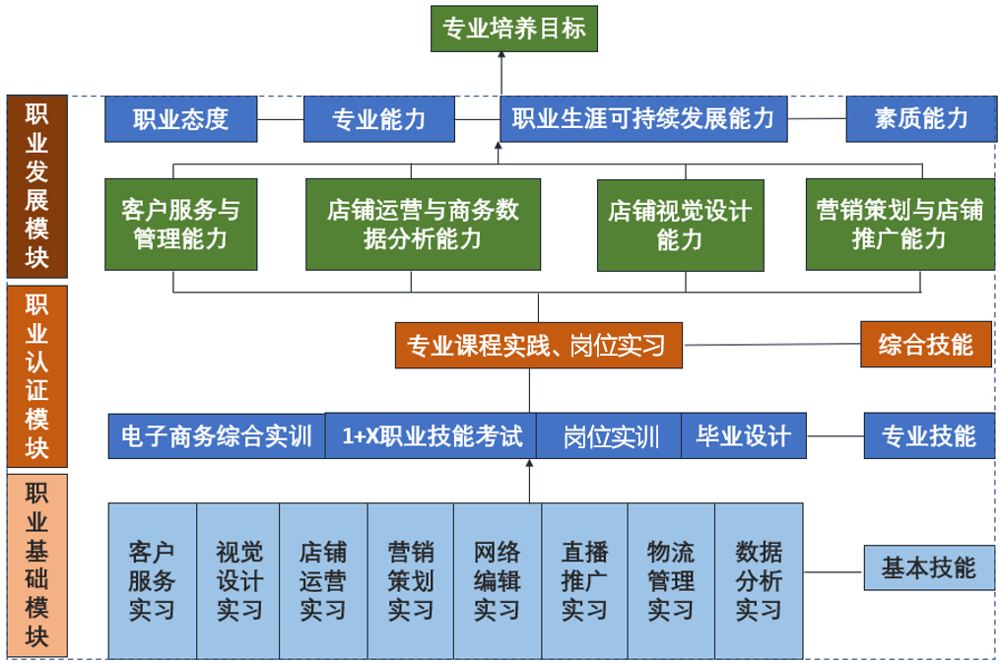 专业培养目标
职业发展模块
职业态度
专业能力
职业生涯可持续发展能力
素质能力
客户服务与
管理能力
店铺运营与商务数
据分析能力
店铺视觉设计
能力
营销策划与店铺
推广能力
职业认证模块
专业课程实践、岗位实习
综合技能
电子商务综合实训
1+X职业技能考试
岗位实训
毕业设计
专业技能
职业基础模块
客户
服务
实习
视觉
设计
实习
店铺
运营
实习
营销
策划
实习
网络
编辑
实习
直播
推广
实习
物流
管理
实习
数据
分析
实习
基本技能